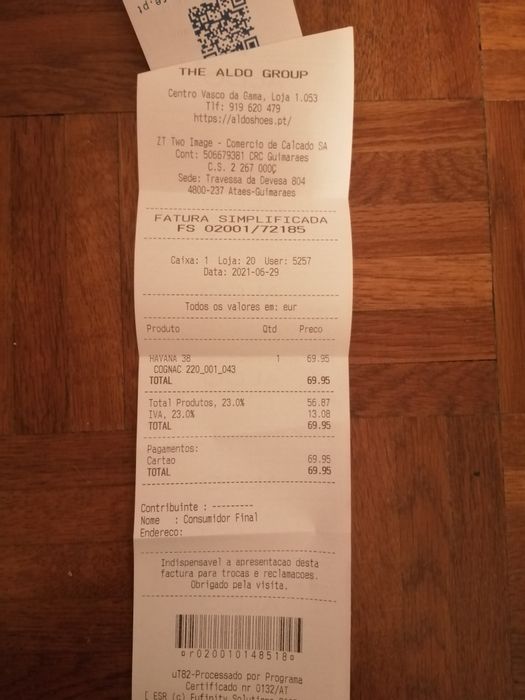 THE ALDO GROUP
Centro Vasco da Gama, Loja 1.053
Tlf: 919 620 479
https://aldoshoes.pt/
ZT Two Image - Comercio de Calcado SA
Cont: 506679381 CRC Guimaraes
C.S. 2 267 000Ç
Sede: Travessa da Devesa 804
4800-237 Ataes-Guimaraes
FATURA SIMPLIFICADA
FS 02001/72185
Caixa: 1 Loja: 20 User: 5257
Data: 2021-06-29
Todos os valores em: eur
Produto Qtd Preco
HAVANA 38 1 69.95
COGNAC 220_001_043
TOTAL 69.95
Total Produtos, 23.0% 56.87
IVA, 23.0% 13.08
TOTAL 69.95
Pagamentos:
Cartao 69.95
TOTAL 69.95
Contribuinte : ---------
Nome : Consumidor Final
Endereco:
Indispensavel a apresentacao desta
factura para trocas e reclamacoes.
Obrigado pela visita.
r020010148518
uT82-Processado por Programa
Certificado nr 0132/AT